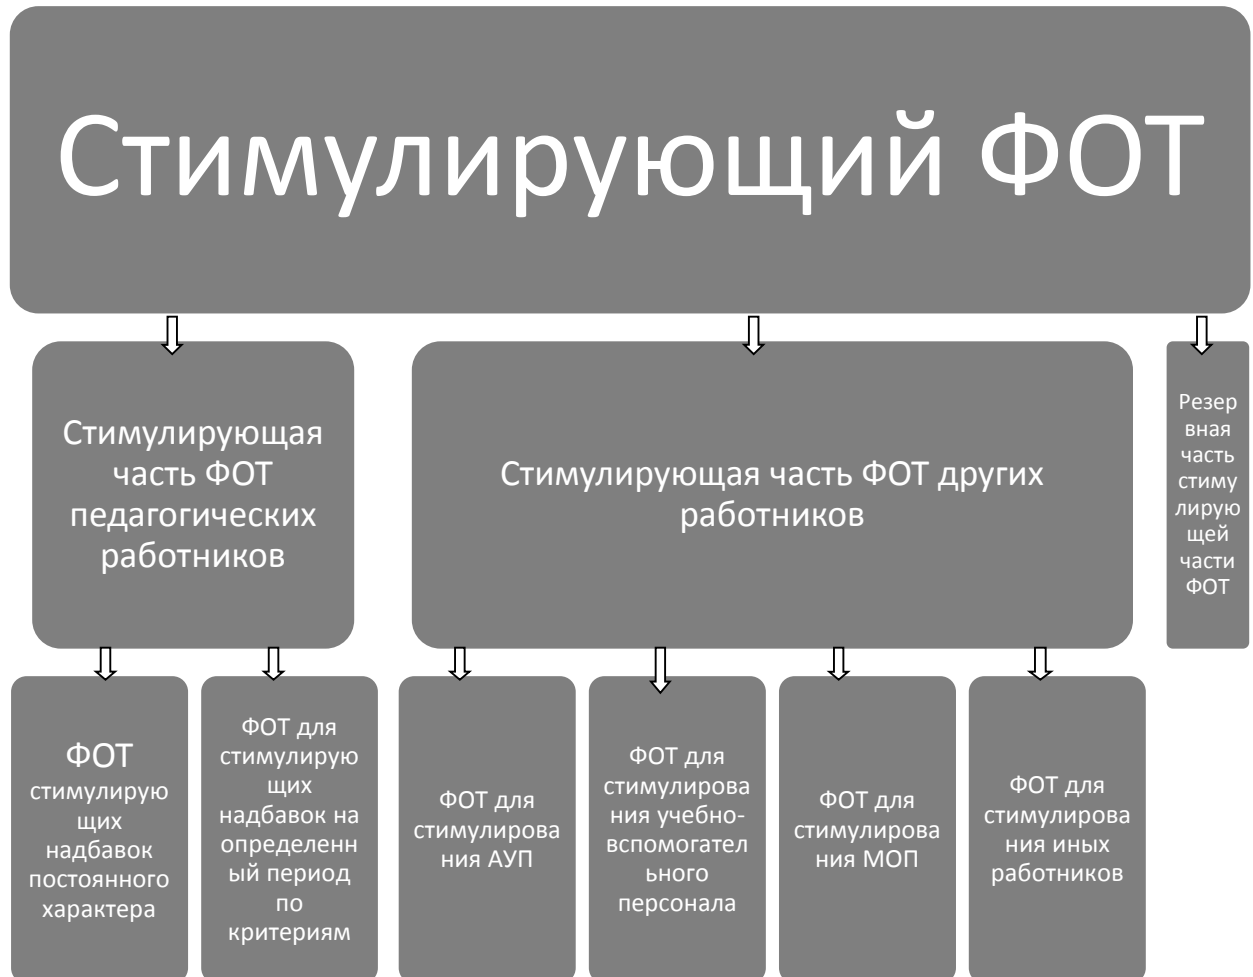 Стимулирующий ФОТ
Стимулирующая
часть ФОТ
педагогических
работников
Стимулирующая часть ФОТ других
работников
Резер
вная
часть
стиму
лирую
щей
части
ФОТ
ФОТ
стимулирую
щих
надбавок
постоянного
характера
ФОТ для
стимулирую
щих
надбавок на
определенн
ый период
по
критериям
ФОТ для
стимулирова
ния АУП
ФОТ для
стимулирова
ния учебно-
вспомогател
ьного
персонала
ФОТ для
стимулирова
ния МОП
ФОТ для
стимулирова
ния иных
работников